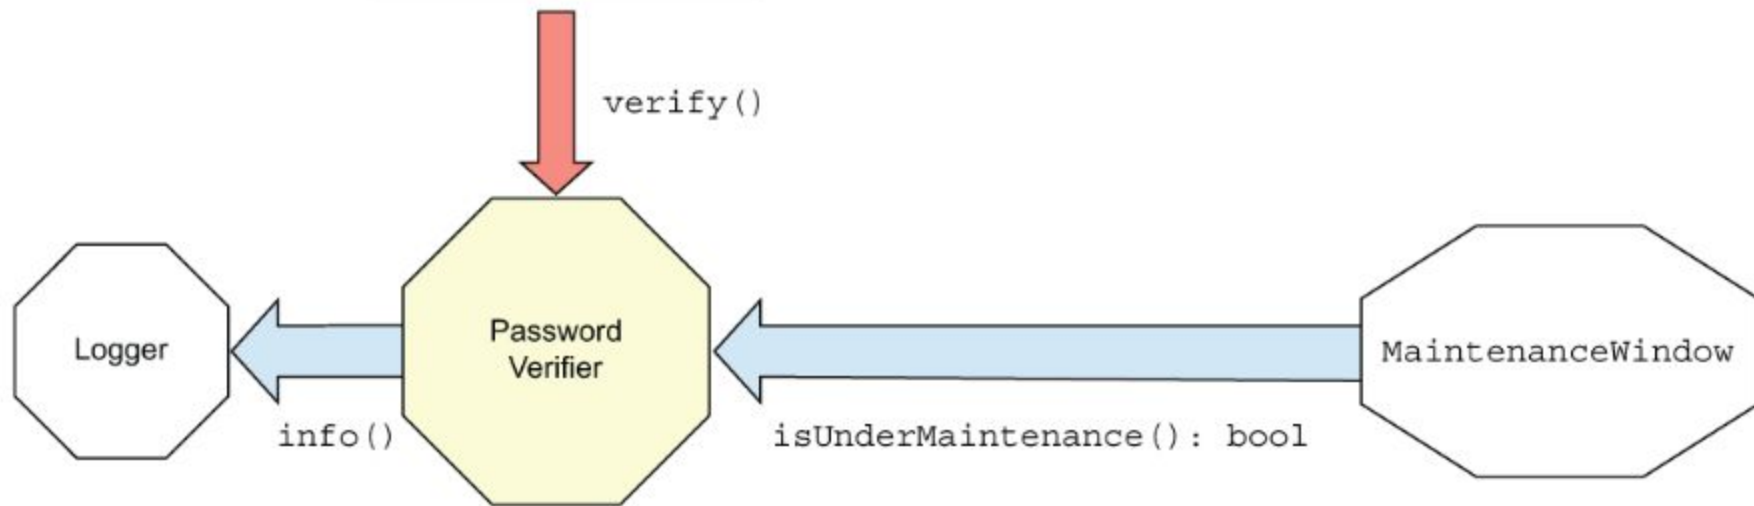 verify()
Logger
Password
Verifier
MaintenanceWindow
info()
isUnderMaintenance(): bool